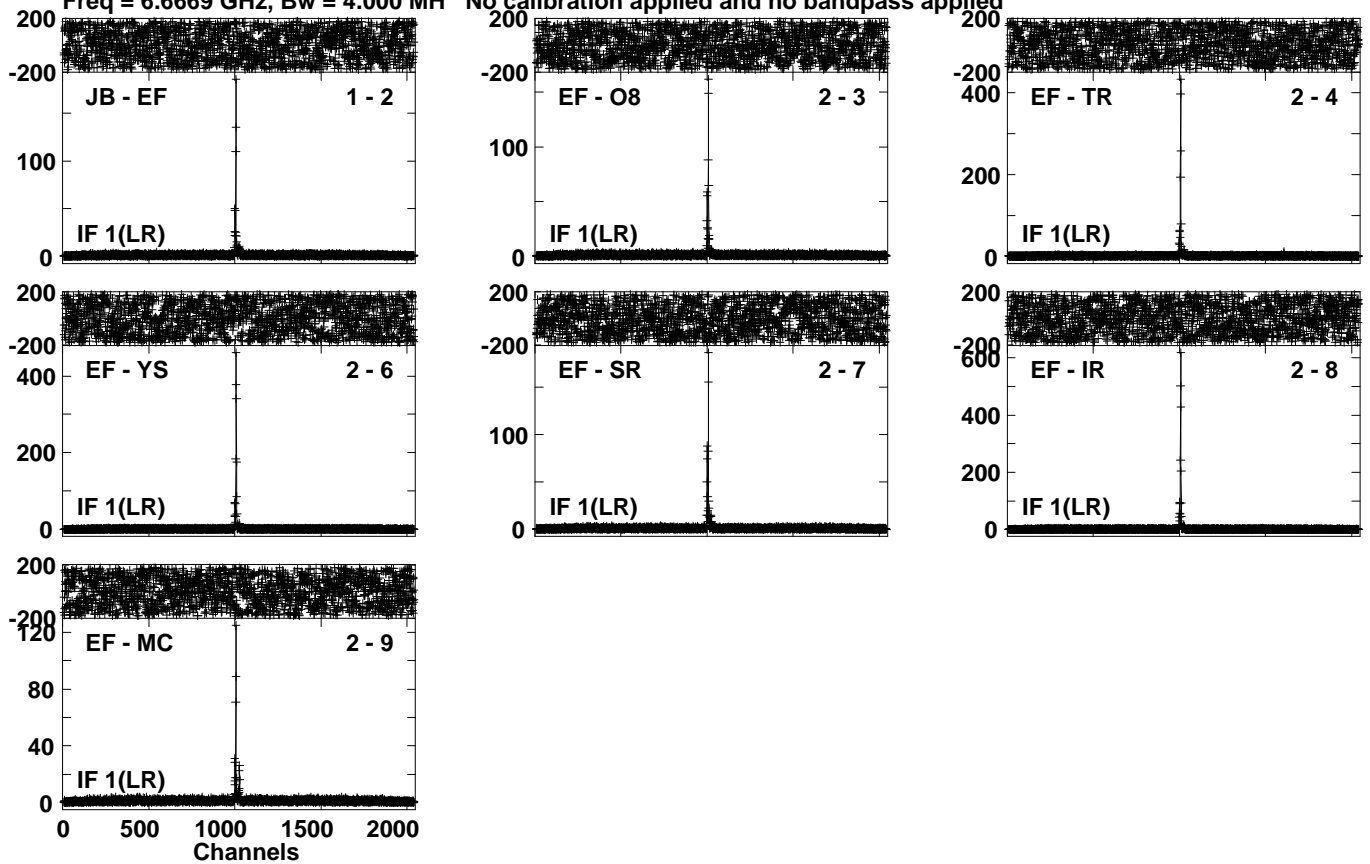 Freq = 6.6669 GHz, Bw = 4.000 MH No calibration applied and no bandpass applied
200
-200
JB - EF 1 - 2
100
IF 1(LR)
0
200
-200
EF - O8 2 - 3
100
IF 1(LR)
0
200
-200
400
EF - TR 2 - 4
200
IF 1(LR)
0
200
-200
EF - YS 2 - 6
400
200
IF 1(LR)
0
200
-200
EF - SR 2 - 7
100
IF 1(LR)
0
200
-200
600
EF - IR 2 - 8
400
200
IF 1(LR)
0
200
-200
120
EF - MC 2 - 9
80
40
IF 1(LR)
0
0 500 1000 1500 2000
Channels